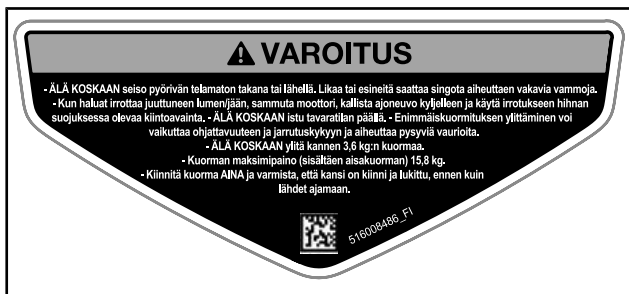 VAROITUS
- ÄLÄ KOSKAAN seiso pyörivän telamaton takana tai lähellä. Likaa tai esineitä saattaa singota aiheuttaen vakavia vammoja.
- Kun haluat irrottaa juuttuneen lumen/jään, sammuta moottori, kallista ajoneuvo kyljelleen ja käytä irrotukseen hihnan
suojuksessa olevaa kiintoavainta. - ÄLÄ KOSKAAN istu tavaratilan päällä. - Enimmäiskuormituksen ylittäminen voi
vaikuttaa ohjattavuuteen ja jarrutuskykyyn ja aiheuttaa pysyviä vaurioita.
- ÄLÄ KOSKAAN ylitä kannen 3,6 kg:n kuormaa.
- Kuorman maksimipaino (sisältäen aisakuorman) 15,8 kg.
- Kiinnitä kuorma AINA ja varmista, että kansi on kiinni ja lukittu, ennen kuin
lähdet ajamaan.
516008486_FI